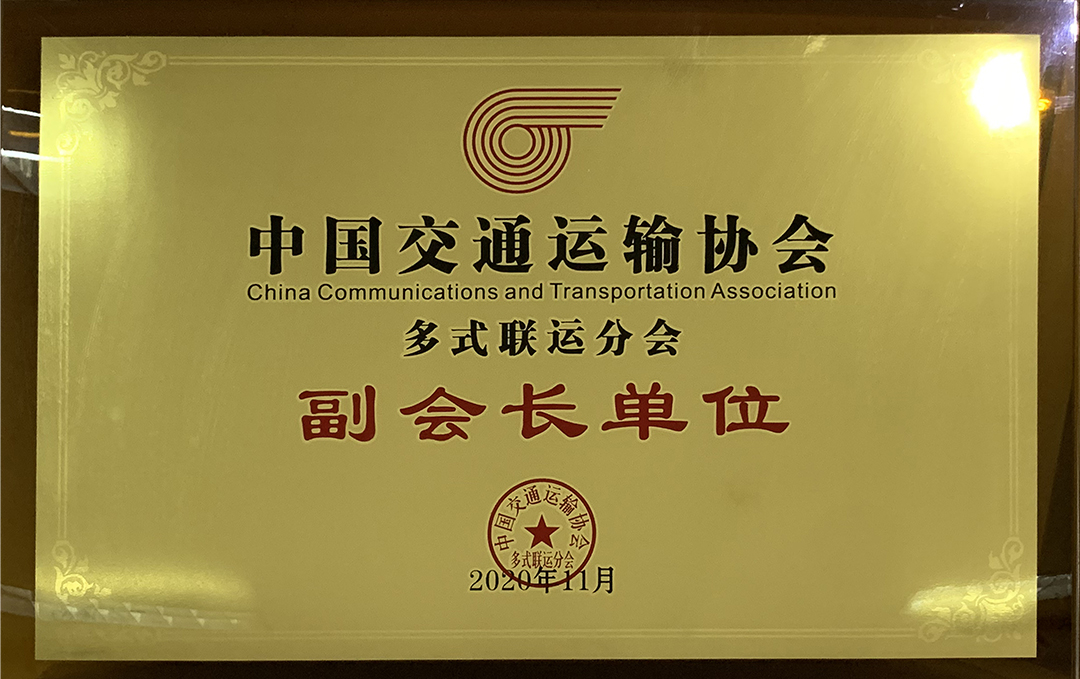 中国交通运输协会
China Communications and Transportation Association
多式联运分会
副会长单位
中国交通运输协会
多式联运分会
2020年11月